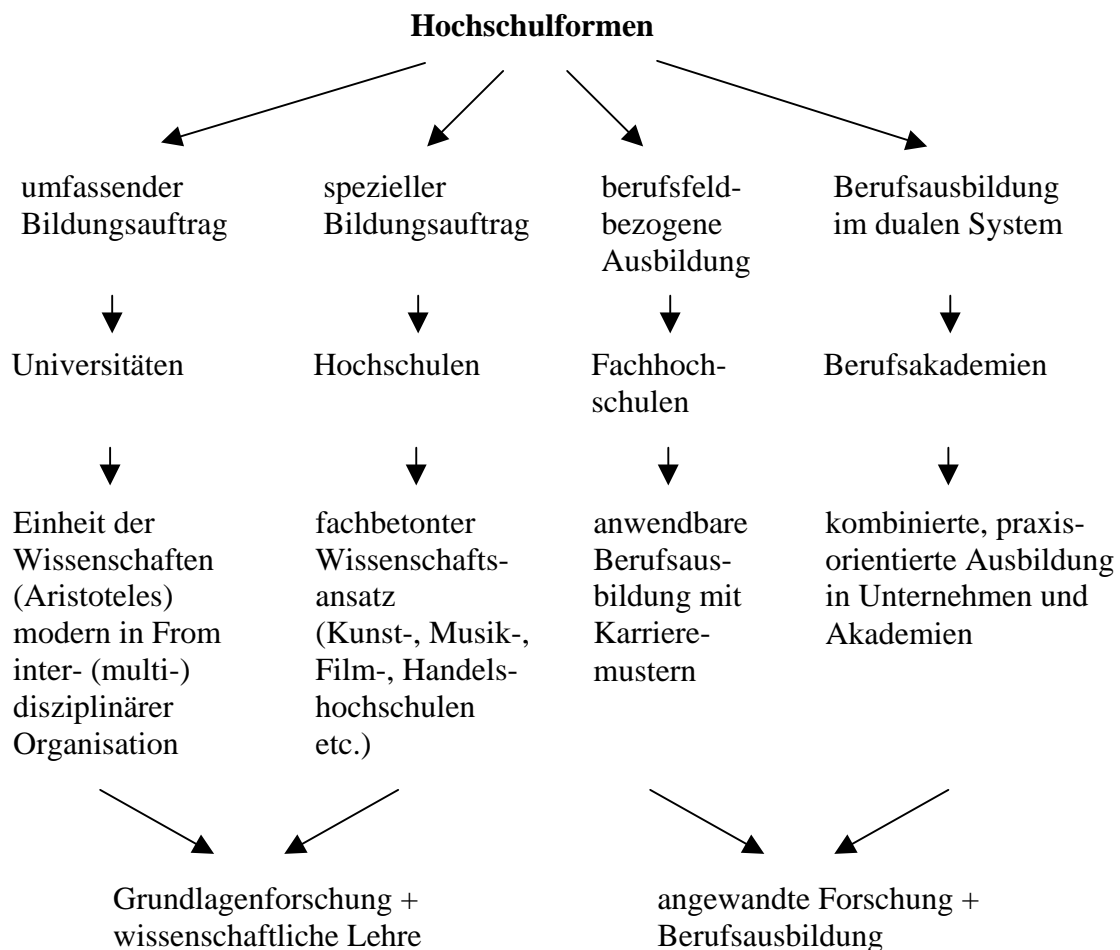 Hochschulformen
umfassender
Bildungsauftrag
spezieller
Bildungsauftrag
berufsfeld-
bezogene
Ausbildung
Berufsausbildung
im dualen System
Universitäten
Hochschulen
Fachhoch-
schulen
Berufsakademien
Einheit der
Wissenschaften
(Aristoteles)
modern in From
inter- (multi-)
disziplinärer
Organisation
fachbetonter
Wissenschafts-
ansatz
(Kunst-, Musik-,
Film-, Handels-
hochschulen
etc.)
anwendbare
Berufsaus-
bildung mit
Karriere-
mustern
kombinierte, praxis-
orientierte Ausbildung
in Unternehmen und
Akademien
Grundlagenforschung +
wissenschaftliche Lehre
angewandte Forschung +
Berufsausbildung